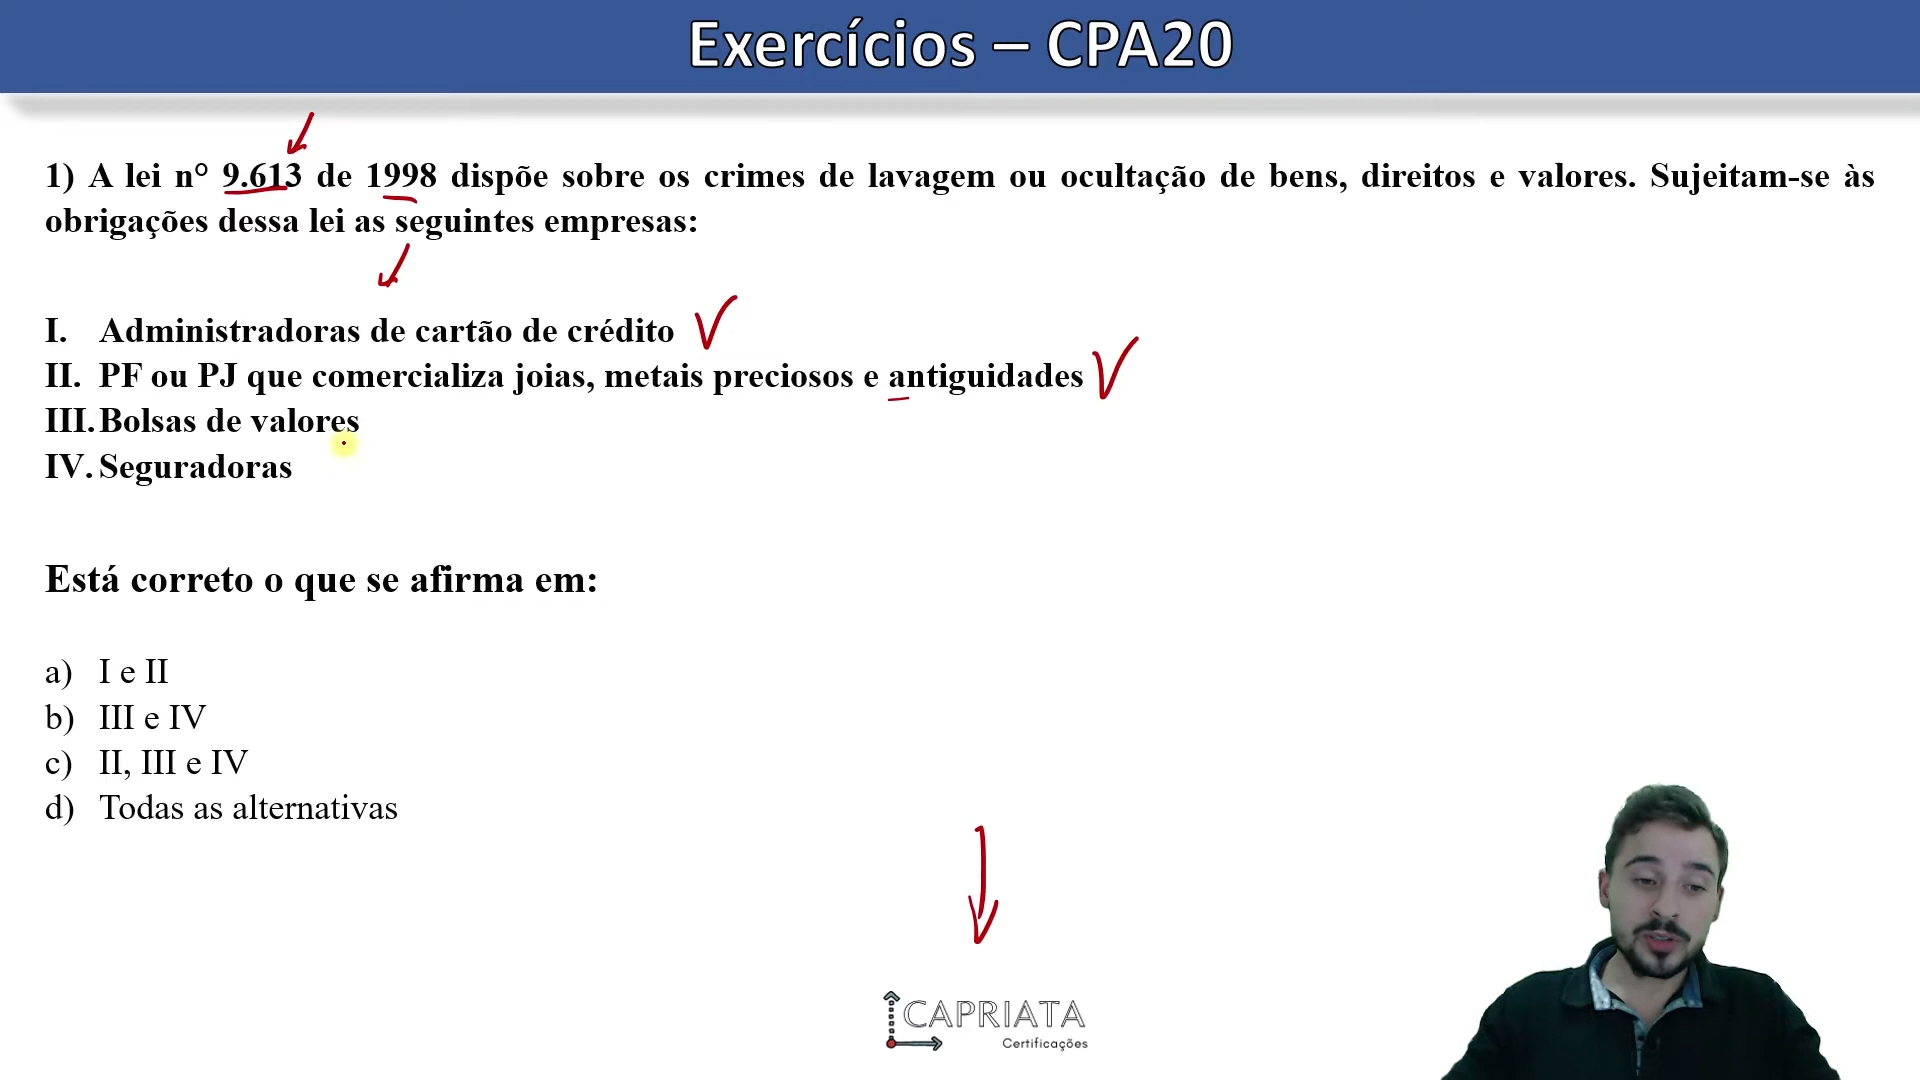 Exercícios – CPA20
1) A lei n° 9.613 de 1998 dispõe sobre os crimes de lavagem ou ocultação de bens, direitos e valores. Sujeitam-se às
obrigações dessa lei as seguintes empresas:
I. Administradoras de cartão de crédito
II. PF ou PJ que comercializa joias, metais preciosos e antiguidades
III. Bolsas de valores
IV. Seguradoras
Está correto o que se afirma em:
a) I e II
b) III e IV
c) II, III e IV
d) Todas as alternativas
CAPRIATA
Certificações